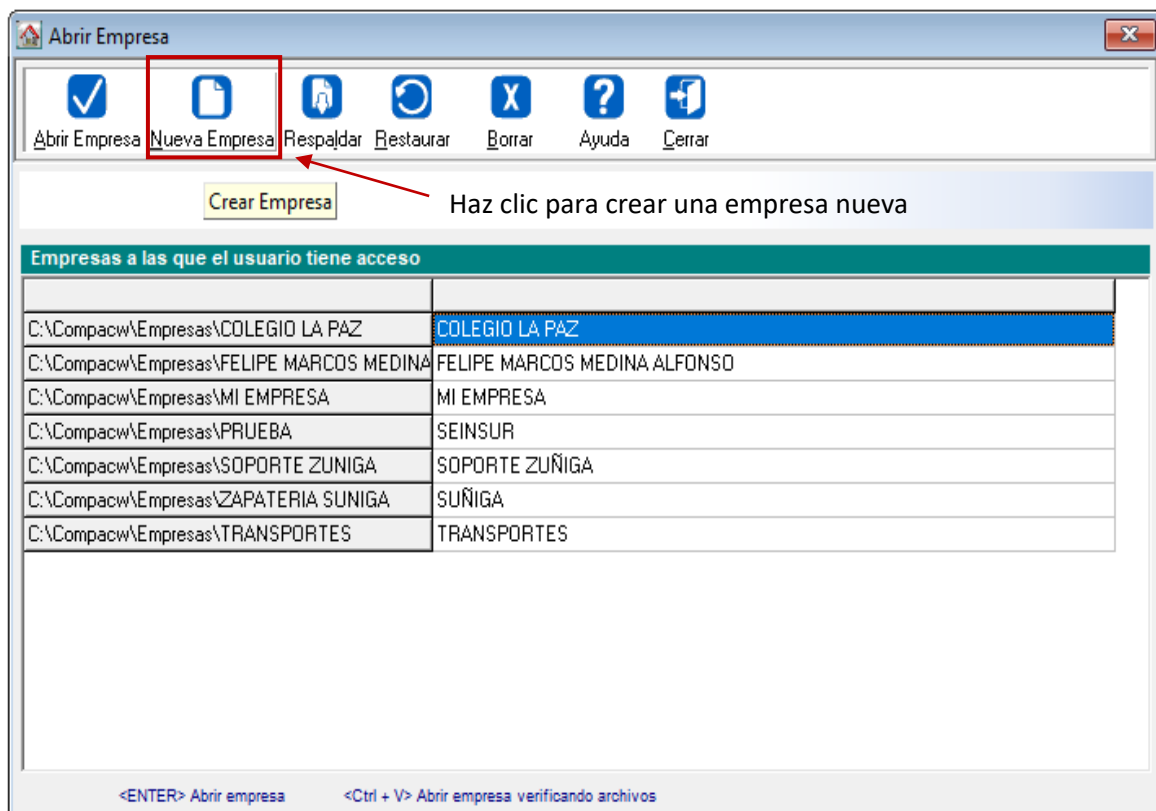 Abrir Empresa
Abrir Empresa Nueva Empresa Respaldar Restaurar Borrar Ayuda Cerrar
Crear Empresa
Haz clic para crear una empresa nueva
Empresas a las que el usuario tiene acceso
C:\Compacw\Empresas\COLEGIO LA PAZ COLEGIO LA PAZ
C:\Compacw\Empresas\FELIPE MARCOS MEDINA FELIPE MARCOS MEDINA ALFONSO
C:\Compacw\Empresas\MI EMPRESA MI EMPRESA
C:\Compacw\Empresas\PRUEBA SEINSUR
C:\Compacw\Empresas\SOPORTE ZUNIGA SOPORTE ZUÑIGA
C:\Compacw\Empresas\ZAPATERIA SUNIGA SUÑIGA
C:\Compacw\Empresas\TRANSPORTES TRANSPORTES
<ENTER> Abrir empresa <Ctrl + V> Abrir empresa verificando archivos